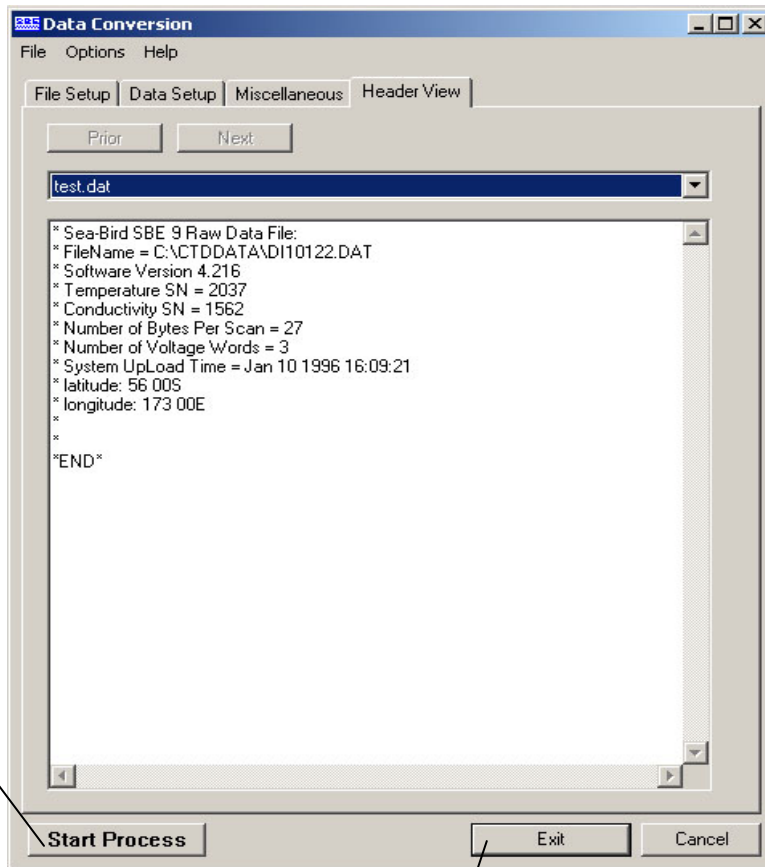 SBE Data Conversion
File Options Help
File Setup Data Setup Miscellaneous Header View
Prior Next
test.dat
* Sea-Bird SBE 9 Raw Data File:
* FileName = C:\CTDDATA\DI10122.DAT
* Software Version 4.216
* Temperature SN = 2037
* Conductivity SN = 1562
* Number of Bytes Per Scan = 27
* Number of Voltage Words = 3
* System UpLoad Time = Jan 10 1996 16:09:21
* latitude: 56 00S
* longitude: 173 00E
*
*
*END*
Start Process Exit Cancel